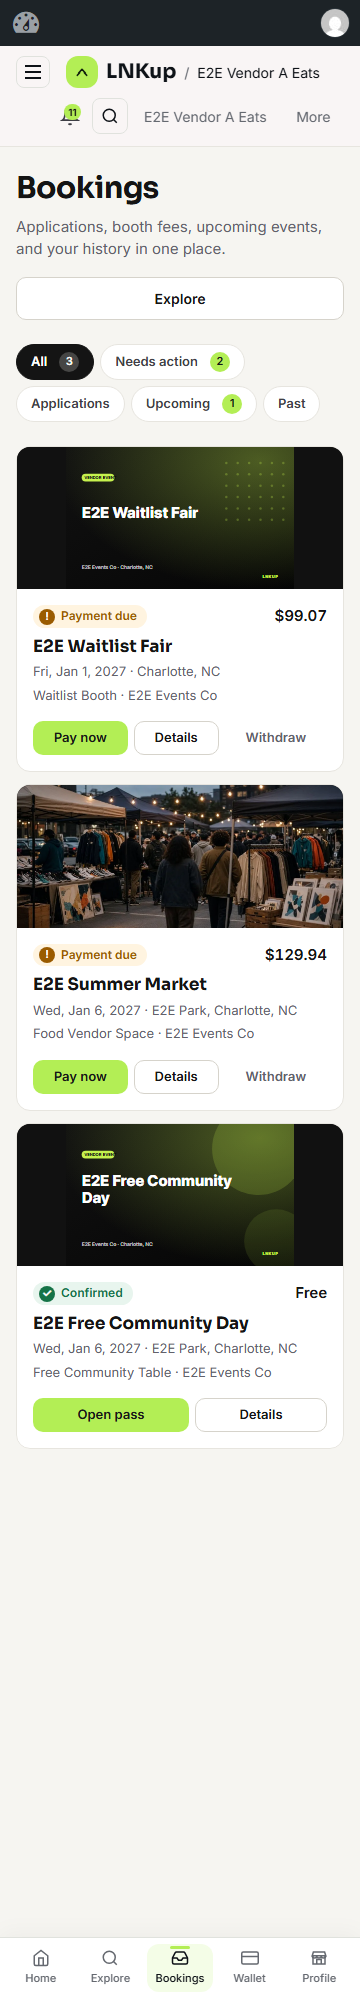 LNKup / E2E Vendor A Eats
11
E2E Vendor A Eats More
Bookings
Applications, booth fees, upcoming events,
and your history in one place.
Explore
All 3 Needs action 2
Applications Upcoming 1 Past
VENDOR EVEN
E2E Waitlist Fair
E2E Events Co · Charlotte, NC
LNKUP
! Payment due $99.07
E2E Waitlist Fair
Fri, Jan 1, 2027 · Charlotte, NC
Waitlist Booth · E2E Events Co
Pay now Details Withdraw
! Payment due $129.94
E2E Summer Market
Wed, Jan 6, 2027 · E2E Park, Charlotte, NC
Food Vendor Space · E2E Events Co
Pay now Details Withdraw
VENDOR EVEN
E2E Free Community
Day
E2E Events Co · Charlotte, NC
LNKUP
Confirmed Free
E2E Free Community Day
Wed, Jan 6, 2027 · E2E Park, Charlotte, NC
Free Community Table · E2E Events Co
Open pass Details
Home Explore Bookings Wallet Profile